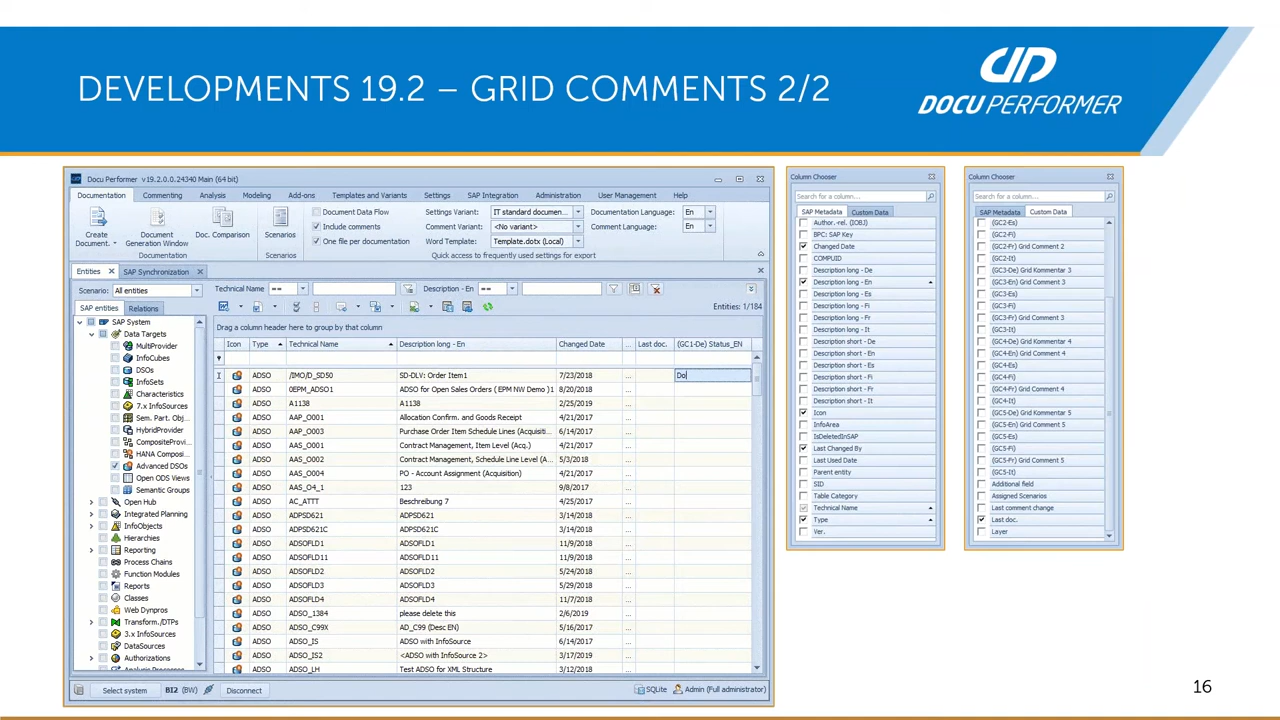 DEVELOPMENTS 19.2 – GRID COMMENTS 2/2
DOCU PERFORMER
Docu Performer v19.2.0.0.24340 Main (64 bit)
Documentation Commenting Analysis Modeling Add-ons Templates and Variants Settings SAP Integration Administration User Management Help
Create Document.
Document Generation Window
Doc. Comparison
Scenarios
Document Data Flow
Include comments
One file per documentation
Settings Variant: IT standard documen...
Comment Variant: <No variant>
Word Template: Template.dotx (Local)
Documentation Language: En
Comment Language: En
Documentation Scenarios Quick access to frequently used settings for export
Entities SAP Synchronization
Scenario: All entities
Technical Name == Description - En ==
SAP entities Relations
Entities: 1/184
SAP System
Data Targets
MultiProvider
InfoCubes
DSOs
InfoSets
Characteristics
7.x InfoSources
Sem. Part. Obj...
HybridProvider
CompositeProvi...
HANA Composi...
Advanced DSOs
Open ODS Views
Semantic Groups
Open Hub
Integrated Planning
InfoObjects
Hierarchies
Reporting
Process Chains
Function Modules
Reports
Classes
Web Dynpros
Transform./DTPs
3.x InfoSources
DataSources
Authorizations
Analysis Processes
Drag a column header here to group by that column
Icon Type Technical Name Description long - En Changed Date ... Last doc. (GC1-De) Status_EN
ADSO /IMO/D_SD50 SD-DLV: Order Item1 7/23/2018 ... Do
ADSO 0EPM_ADSO1 ADSO for Open Sales Orders ( EPM NW Demo )1 8/20/2018 ...
ADSO A1138 A1138 2/25/2019 ...
ADSO AAP_O001 Allocation Confirm. and Goods Receipt 4/21/2017 ...
ADSO AAP_O003 Purchase Order Item Schedule Lines (Acquisiti... 6/14/2017 ...
ADSO AAS_O001 Contract Management, Item Level (Acq.) 4/21/2017 ...
ADSO AAS_O002 Contract Management, Schedule Line Level (A... 5/3/2018 ...
ADSO AAS_O004 PO - Account Assignment (Acquisition) 4/21/2017 ...
ADSO AAS_O4_1 123 9/8/2017 ...
ADSO AC_ATTT Beschreibung 7 4/25/2017 ...
ADSO ADPSD621 ADPSD621 3/14/2018 ...
ADSO ADPSD621C ADPSD621C 3/14/2018 ...
ADSO ADSOFLD1 ADSOFLD1 11/9/2018 ...
ADSO ADSOFLD11 ADSOFLD11 11/9/2018 ...
ADSO ADSOFLD2 ADSOFLD2 5/24/2018 ...
ADSO ADSOFLD3 ADSOFLD3 5/29/2018 ...
ADSO ADSOFLD4 ADSOFLD4 11/7/2018 ...
ADSO ADSO_1384 please delete this 2/6/2019 ...
ADSO ADSO_C99X AD_C99 (Desc EN) 5/16/2017 ...
ADSO ADSO_IS ADSO with InfoSource 6/14/2017 ...
ADSO ADSO_IS2 <ADSO with InfoSource 2> 3/17/2019 ...
ADSO ADSO_LH Test ADSO for XML Structure 3/12/2018 ...
Select system BI2 (BW) Disconnect SQLite Admin (Full administrator)
Column Chooser
Search for a column...
SAP Metadata Custom Data
Author.-rel. (IOBJ)
BPC: SAP Key
Changed Date
COMPUID
Description long - De
Description long - En
Description long - Es
Description long - Fi
Description long - Fr
Description long - It
Description short - De
Description short - En
Description short - Es
Description short - Fi
Description short - Fr
Description short - It
Icon
InfoArea
IsDeletedInSAP
Last Changed By
Last Used Date
Parent entity
SID
Table Category
Technical Name
Type
Ver.
Column Chooser
Search for a column...
SAP Metadata Custom Data
(GC2-Es)
(GC2-Fi)
(GC2-Fr) Grid Comment 2
(GC2-It)
(GC3-De) Grid Kommentar 3
(GC3-En) Grid Comment 3
(GC3-Es)
(GC3-Fi)
(GC3-Fr) Grid Comment 3
(GC3-It)
(GC4-De) Grid Kommentar 4
(GC4-En) Grid Comment 4
(GC4-Es)
(GC4-Fi)
(GC4-Fr) Grid Comment 4
(GC4-It)
(GC5-De) Grid Kommentar 5
(GC5-En) Grid Comment 5
(GC5-Es)
(GC5-Fi)
(GC5-Fr) Grid Comment 5
(GC5-It)
Additional field
Assigned Scenarios
Last comment change
Last doc.
Layer
16